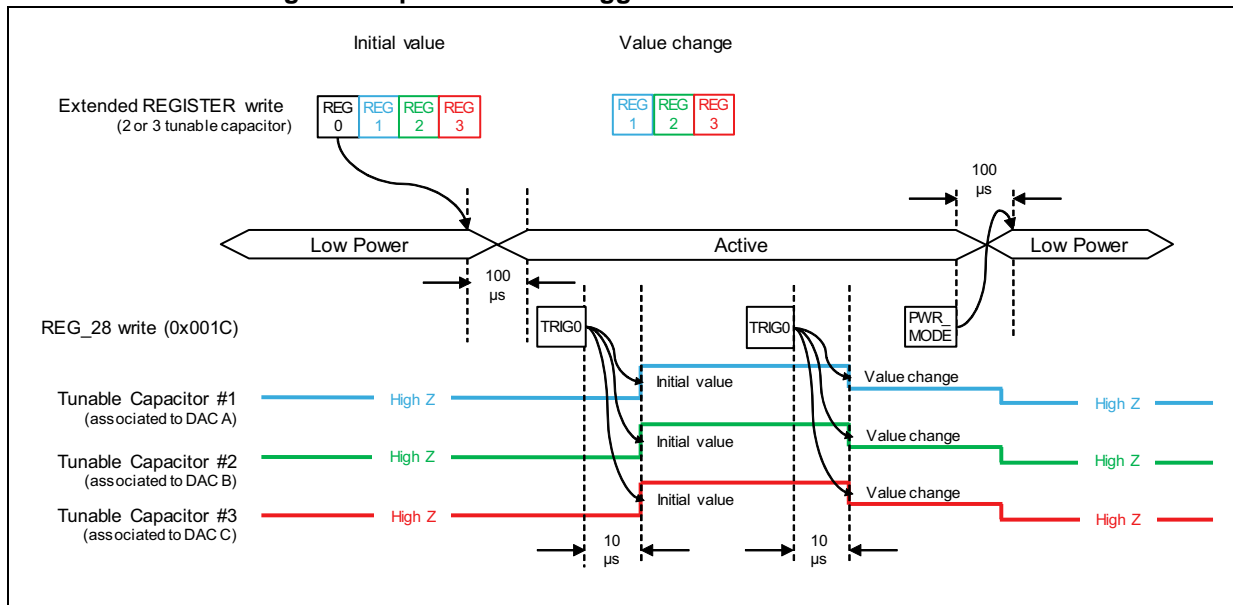 Initial value
Value change
Extended REGISTER write
(2 or 3 tunable capacitor)
REG 0
REG 1
REG 2
REG 3
REG 1
REG 2
REG 3
100 µs
Low Power
Active
Low Power
100 µs
REG_28 write (0x001C)
TRIG0
TRIG0
PWR_
MODE
Tunable Capacitor #1
(associated to DAC A)
High Z
Initial value
Value change
High Z
Tunable Capacitor #2
(associated to DAC B)
High Z
Initial value
Value change
High Z
Tunable Capacitor #3
(associated to DAC C)
High Z
Initial value
Value change
High Z
10 µs
10 µs